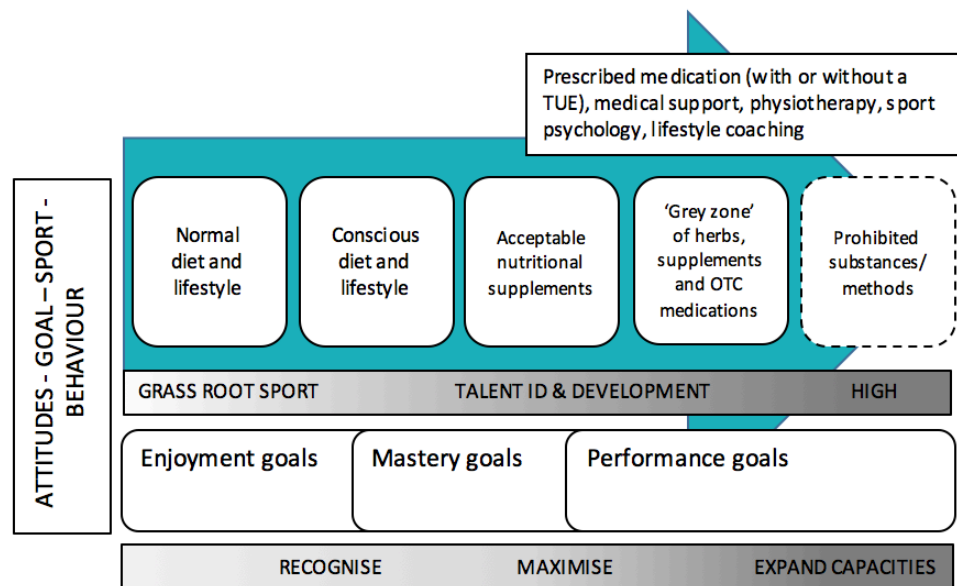 Prescribed medication (with or without a
TUE), medical support, physiotherapy, sport
psychology, lifestyle coaching
ATTITUDES - GOAL – SPORT -
BEHAVIOUR
Normal
diet and
lifestyle
Conscious
diet and
lifestyle
Acceptable
nutritional
supplements
‘Grey zone’
of herbs,
supplements
and OTC
medications
Prohibited
substances/
methods
GRASS ROOT SPORT
TALENT ID & DEVELOPMENT
HIGH
Enjoyment goals
Mastery goals
Performance goals
RECOGNISE
MAXIMISE
EXPAND CAPACITIES